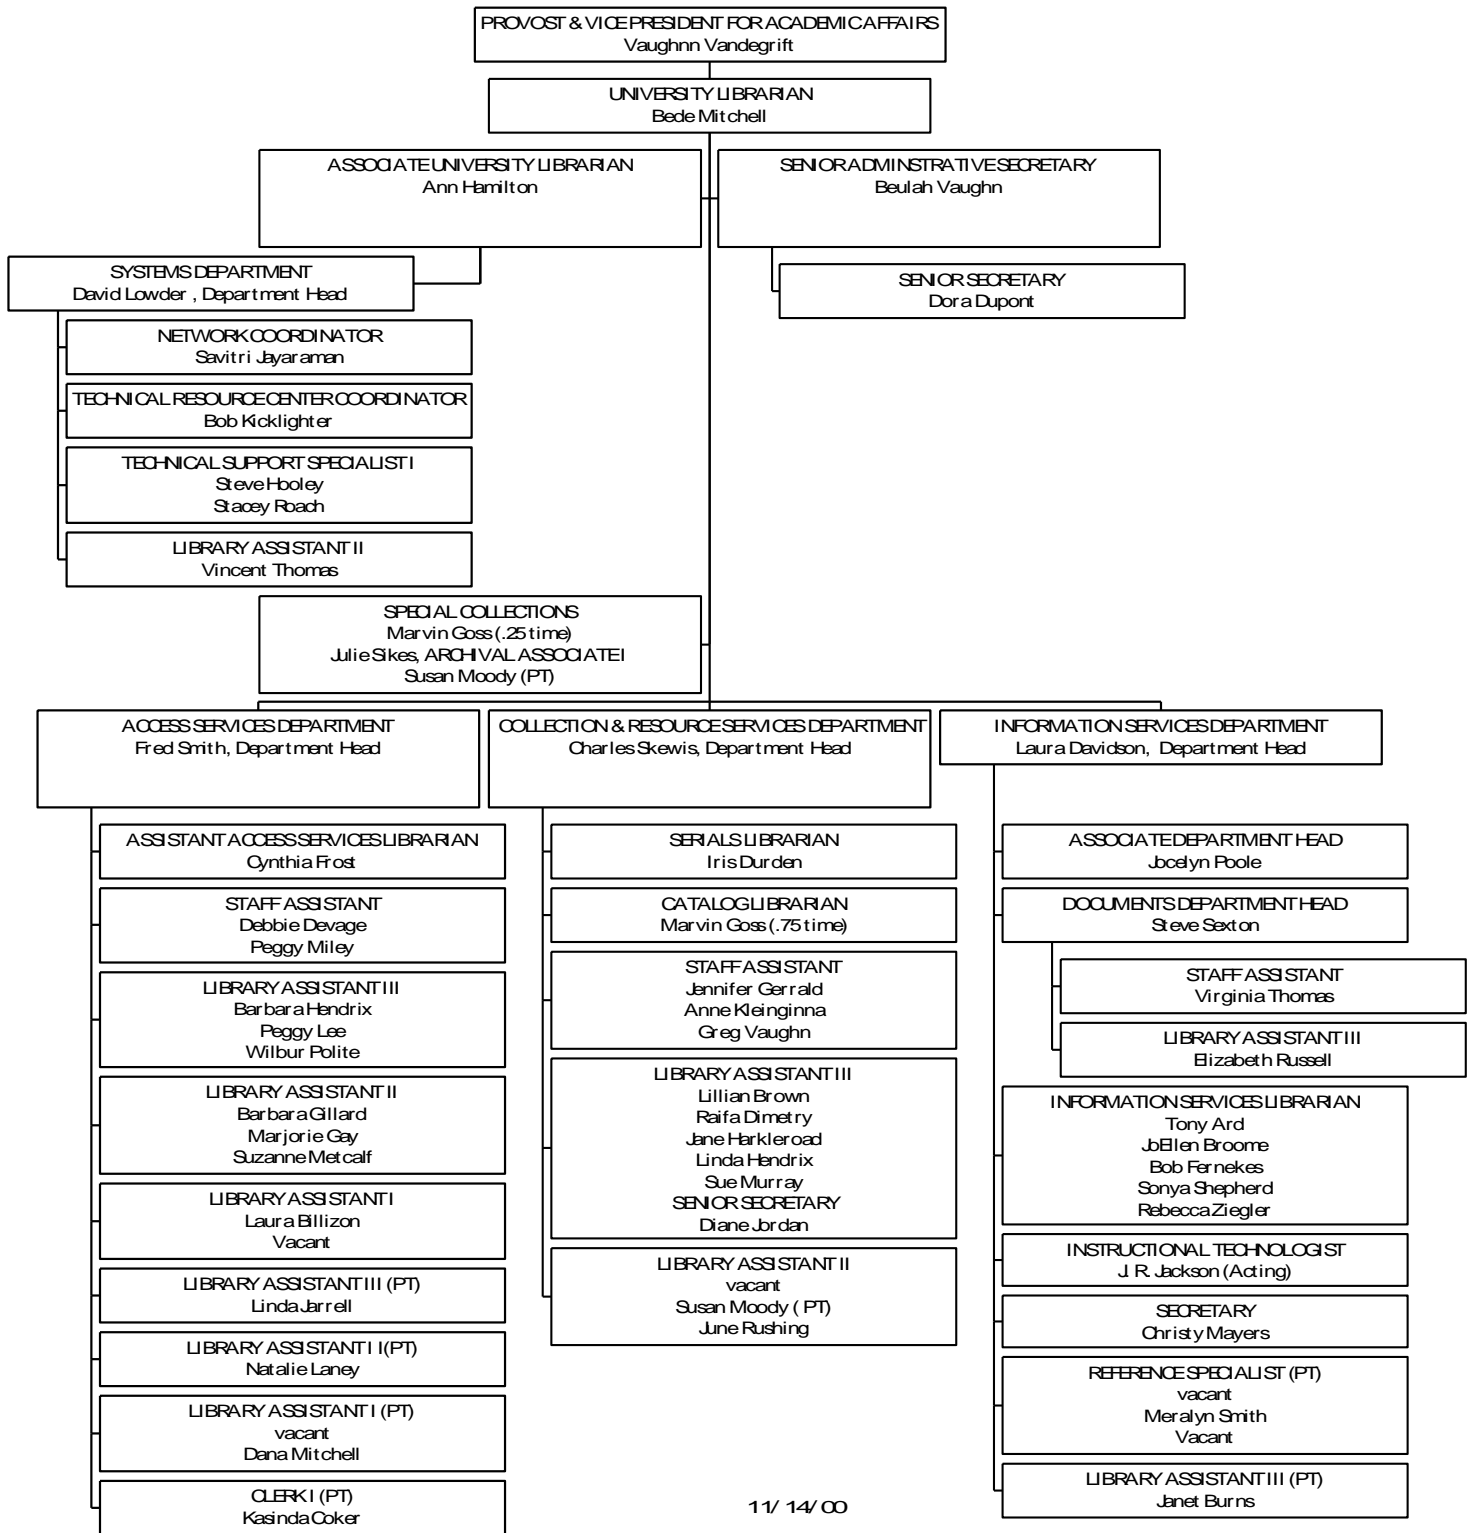 PROVOST & VICE PRESIDENT FOR ACADEMIC AFFAIRS
Vaughnn Vandegrift
UNIVERSITY LIBRARIAN
Bede Mitchell
ASSOCIATE UNIVERSITY LIBRARIAN
Ann Hamilton
SENIOR ADMINSTRATIVE SECRETARY
Beulah Vaughn
SENIOR SECRETARY
Dora Dupont
SYSTEMS DEPARTMENT
David Lowder , Department Head
NETWORK COORDINATOR
Savitri Jayaraman
TECHNICAL RESOURCE CENTER COORDINATOR
Bob Kicklighter
TECHNICAL SUPPORT SPECIALIST I
Steve Hooley
Stacey Roach
LIBRARY ASSISTANT II
Vincent Thomas
SPECIAL COLLECTIONS
Marvin Goss (.25 time)
Julie Sikes, ARCHIVAL ASSOCIATE I
Susan Moody (PT)
ACCESS SERVICES DEPARTMENT
Fred Smith, Department Head
ASSISTANT ACCESS SERVICES LIBRARIAN
Cynthia Frost
STAFF ASSISTANT
Debbie Devage
Peggy Miley
LIBRARY ASSISTANT III
Barbara Hendrix
Peggy Lee
Wilbur Polite
LIBRARY ASSISTANT II
Barbara Gillard
Marjorie Gay
Suzanne Metcalf
LIBRARY ASSISTANT I
Laura Billizon
Vacant
LIBRARY ASSISTANT III (PT)
Linda Jarrell
LIBRARY ASSISTANT I I(PT)
Natalie Laney
LIBRARY ASSISTANT I (PT)
vacant
Dana Mitchell
CLERK I (PT)
Kasinda Coker
COLLECTION & RESOURCE SERVICES DEPARTMENT
Charles Skewis, Department Head
SERIALS LIBRARIAN
Iris Durden
CATALOG LIBRARIAN
Marvin Goss (.75 time)
STAFF ASSISTANT
Jennifer Gerrald
Anne Kleinginna
Greg Vaughn
LIBRARY ASSISTANT III
Lillian Brown
Raifa Dimetry
Jane Harkleroad
Linda Hendrix
Sue Murray
SENIOR SECRETARY
Diane Jordan
LIBRARY ASSISTANT II
vacant
Susan Moody ( PT)
June Rushing
INFORMATION SERVICES DEPARTMENT
Laura Davidson, Department Head
ASSOCIATE DEPARTMENT HEAD
Jocelyn Poole
DOCUMENTS DEPARTMENT HEAD
Steve Sexton
STAFF ASSISTANT
Virginia Thomas
LIBRARY ASSISTANT III
Elizabeth Russell
INFORMATION SERVICES LIBRARIAN
Tony Ard
JoEllen Broome
Bob Fernekes
Sonya Shepherd
Rebecca Ziegler
INSTRUCTIONAL TECHNOLOGIST
J. R. Jackson (Acting)
SECRETARY
Christy Mayers
REFERENCE SPECIALIST (PT)
vacant
Meralyn Smith
Vacant
LIBRARY ASSISTANT III (PT)
Janet Burns
11/14/00